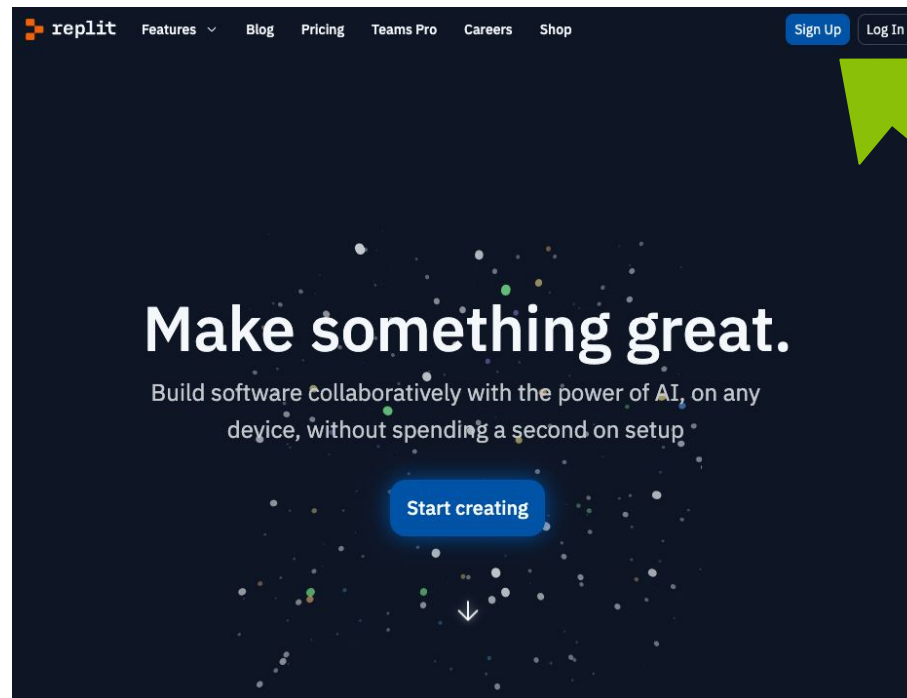 replit Features Blog Pricing Teams Pro Careers Shop Sign Up Log In
Make something great.
Build software collaboratively with the power of AI, on any
device, without spending a second on setup
Start creating